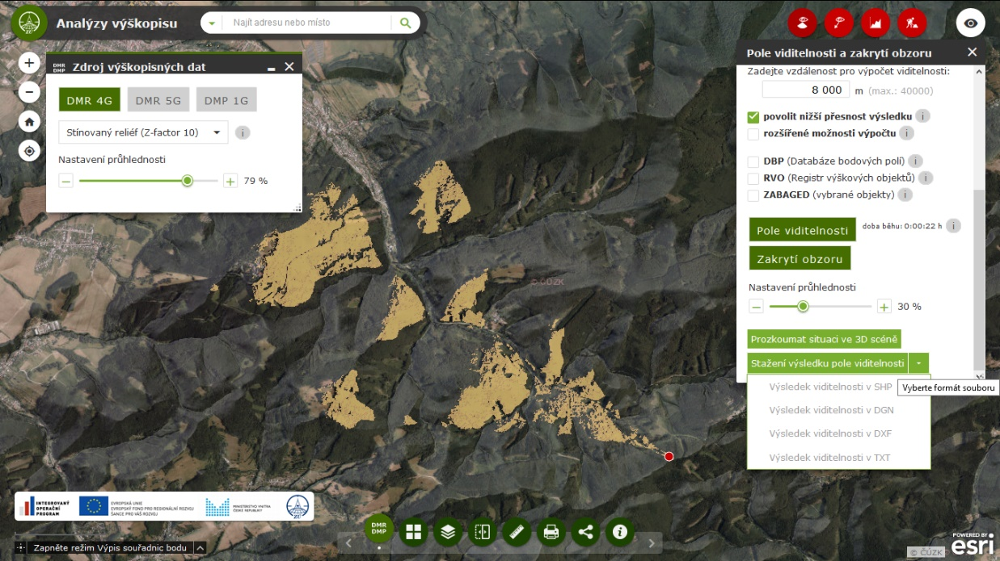 Analýzy výškopisu
Najít adresu nebo místo
DMR
DMP
Zdroj výškopisných dat
DMR 4G
DMR 5G
DMP 1G
Stínovaný reliéf (Z-factor 10)
i
Nastavení průhlednosti
79 %
Pole viditelnosti a zakrytí obzoru
Zadejte vzdálenost pro výpočet viditelnosti:
8 000 m (max.: 40000)
povolit nižší přesnost výsledku i
rozšířené možnosti výpočtu i
DBP (Databáze bodových polí) i
RVO (Registr výškových objektů) i
ZABAGED (vybrané objekty) i
Pole viditelnosti doba běhu: 0:00:22 h i
Zakrytí obzoru
Nastavení průhlednosti
30 %
Prozkoumat situaci ve 3D scéně
Stažení výsledku pole viditelnosti
Výsledek viditelnosti v SHP
Vyberte formát souboru
Výsledek viditelnosti v DGN
Výsledek viditelnosti v DXF
Výsledek viditelnosti v TXT
© ČÚZK
INTEGROVANÝ
OPERAČNÍ
PROGRAM
EVROPSKÁ UNIE
EVROPSKÝ FOND PRO REGIONÁLNÍ ROZVOJ
ŠANCE PRO VÁŠ ROZVOJ
MINISTERSTVO VNITRA
ČESKÉ REPUBLIKY
ZÚ
DMR
DMP
i
Zapněte režim Výpis souřadnic bodu
POWERED BY
esri
© ČÚZK